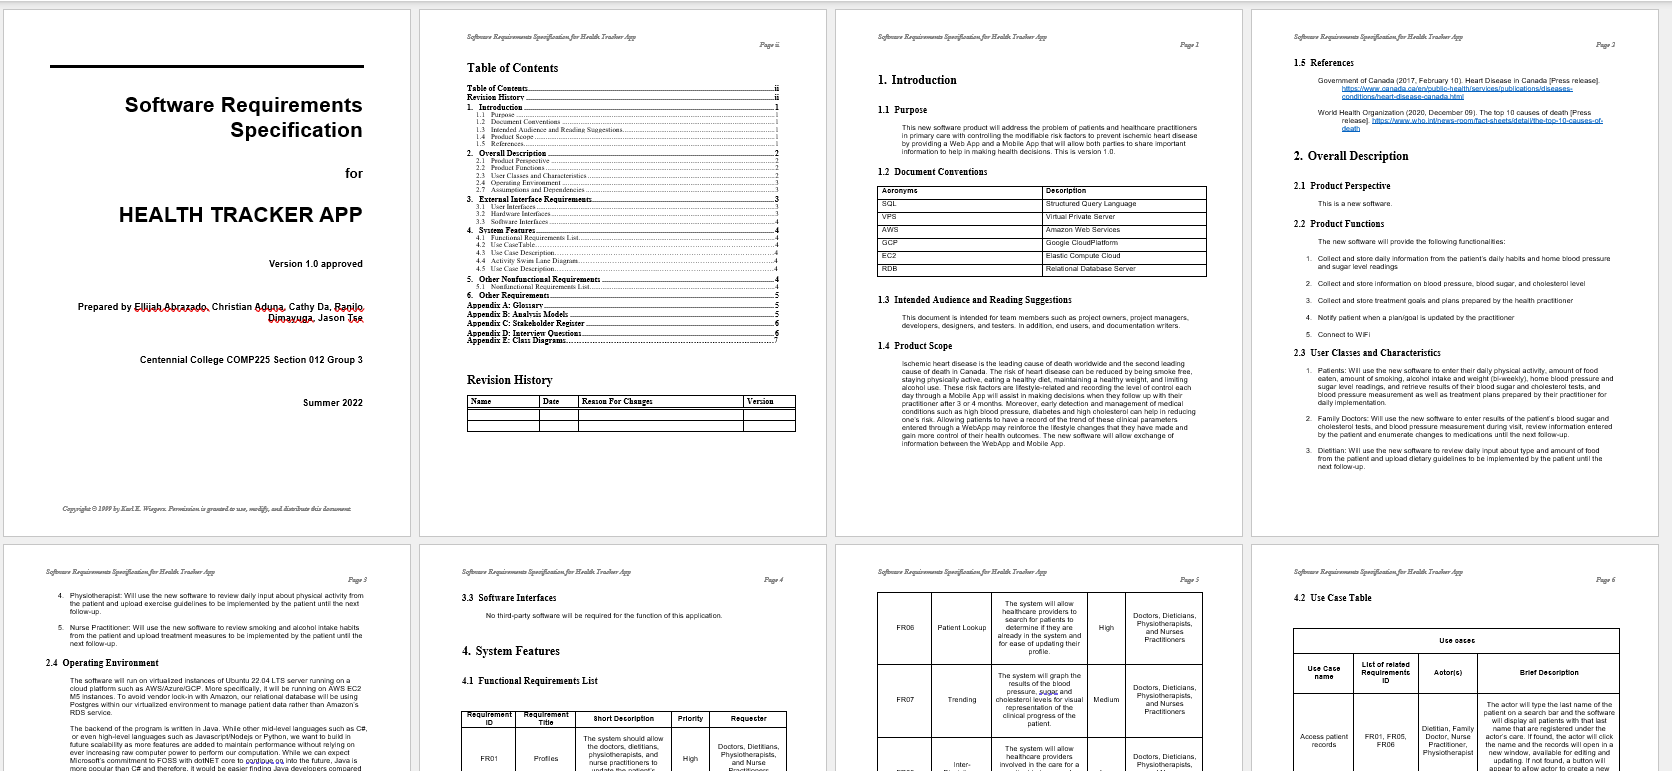 Software Requirements
Specification
for
HEALTH TRACKER APP
Version 1.0 approved
Prepared by Ellijah Abrazado, Christian Aduna, Cathy Da, Ranilo
Dimayuga, Jason Tse
Centennial College COMP225 Section 012 Group 3
Summer 2022
Copyright © 1999 by Karl E. Wiegers. Permission is granted to use, modify, and distribute this document.
Software Requirements Specification for Health Tracker App
Page ii
Table of Contents
Table of Contents ii
Revision History ii
1. Introduction 1
1.1 Purpose 1
1.2 Document Conventions 1
1.3 Intended Audience and Reading Suggestions 1
1.4 Product Scope 1
1.5 References 1
2. Overall Description 2
2.1 Product Perspective 2
2.2 Product Functions 2
2.3 User Classes and Characteristics 2
2.4 Operating Environment 3
2.7 Assumptions and Dependencies 3
3. External Interface Requirements 3
3.1 User Interfaces 3
3.2 Hardware Interfaces 3
3.3 Software Interfaces 4
4. System Features 4
4.1 Functional Requirements List 4
4.2 Use CaseTable 4
4.3 Use Case Description 4
4.4 Activity Swim Lane Diagram 4
4.5 Use Case Description 4
5. Other Nonfunctional Requirements 4
5.1 Nonfunctional Requirements List 4
6. Other Requirements 5
Appendix A: Glossary 5
Appendix B: Analysis Models 5
Appendix C: Stakeholder Register 6
Appendix D: Interview Questions 6
Appendix E: Class Diagrams 7
Revision History
Name Date Reason For Changes Version
Software Requirements Specification for Health Tracker App
Page 1
1. Introduction
1.1 Purpose
This new software product will address the problem of patients and healthcare practitioners
in primary care with controlling the modifiable risk factors to prevent ischemic heart disease
by providing a Web App and a Mobile App that will allow both parties to share important
information to help in making health decisions. This is version 1.0.
1.2 Document Conventions
Acronyms Description
SQL Structured Query Language
VPS Virtual Private Server
AWS Amazon Web Services
GCP Google CloudPlatform
EC2 Elastic Compute Cloud
RDB Relational Database Server
1.3 Intended Audience and Reading Suggestions
This document is intended for team members such as project owners, project managers,
developers, designers, and testers. In addition, end users, and documentation writers.
1.4 Product Scope
Ischemic heart disease is the leading cause of death worldwide and the second leading
cause of death in Canada. The risk of heart disease can be reduced by being smoke free,
staying physically active, eating a healthy diet, maintaining a healthy weight, and limiting
alcohol use. These risk factors are lifestyle-related and recording the level of control each
day through a Mobile App will assist in making decisions when they follow up with their
practitioner after 3 or 4 months. Moreover, early detection and management of medical
conditions such as high blood pressure, diabetes and high cholesterol can help in reducing
one's risk. Allowing patients to have a record of the trend of these clinical parameters
entered through a WebApp may reinforce the lifestyle changes that they have made and
gain more control of their health outcomes. The new software will allow exchange of
information between the WebApp and Mobile App.
Software Requirements Specification for Health Tracker App
Page 2
1.5 References
Government of Canada (2017, February 10). Heart Disease in Canada [Press release].
https://www.canada.ca/en/public-health/services/publications/diseases-
conditions/heart-disease-canada.html
World Health Organization (2020, December 09). The top 10 causes of death [Press
release]. https://www.who.int/news-room/fact-sheets/detail/the-top-10-causes-of-
death
2. Overall Description
2.1 Product Perspective
This is a new software.
2.2 Product Functions
The new software will provide the following functionalities:
1. Collect and store daily information from the patient's daily habits and home blood pressure
and sugar level readings
2. Collect and store information on blood pressure, blood sugar, and cholesterol level
3. Collect and store treatment goals and plans prepared by the health practitioner
4. Notify patient when a plan/goal is updated by the practitioner
5. Connect to WiFi
2.3 User Classes and Characteristics
1. Patients: Will use the new software to enter their daily physical activity, amount of food
eaten, amount of smoking, alcohol intake and weight (bi-weekly), home blood pressure and
sugar level readings, and retrieve results of their blood sugar and cholesterol tests, and
blood pressure measurement as well as treatment plans prepared by their practitioner for
daily implementation.
2. Family Doctors: Will use the new software to enter results of the patient's blood sugar and
cholesterol tests, and blood pressure measurement during visit, review information entered
by the patient and enumerate changes to medications until the next follow-up.
3. Dietitian: Will use the new software to review daily input about type and amount of food
from the patient and upload dietary guidelines to be implemented by the patient until the
next follow-up.
Software Requirements Specification for Health Tracker App
Page 3
4. Physiotherapist: Will use the new software to review daily input about physical activity from
the patient and upload exercise guidelines to be implemented by the patient until the next
follow-up.
5. Nurse Practitioner: Will use the new software to review smoking and alcohol intake habits
from the patient and upload treatment measures to be implemented by the patient until the
next follow-up.
2.4 Operating Environment
The software will run on virtualized instances of Ubuntu 22.04 LTS server running on a
cloud platform such as AWS/Azure/GCP. More specifically, it will be running on AWS EC2
M5 instances. To avoid vendor lock-in with Amazon, our relational database will be using
Postgres within our virtualized environment to manage patient data rather than Amazon's
RDS service.
The backend of the program is written in Java. While other mid-level languages such as C#,
or even high-level languages such as Javascript/Nodejs or Python, we want to build in
future scalability as more features are added to maintain performance without relying on
ever increasing raw computer power to perform our computation. While we can expect
Microsoft's commitment to FOSS with dotNET core to continue on into the future, Java is
more popular than C# and therefore, it would be easier finding Java developers compared
Software Requirements Specification for Health Tracker App
Page 4
3.3 Software Interfaces
No third-party software will be required for the function of this application.
4. System Features
4.1 Functional Requirements List
Requirement ID Requirement Title Short Description Priority Requester
FR01 Profiles The system should allow the doctors, dietitians, physiotherapists, and nurse practitioners to update the patient's High Doctors, Dieticians, Physiotherapists, and Nurses
Software Requirements Specification for Health Tracker App
Page 5
FR06 Patient Lookup The system will allow healthcare providers to search for patients to determine if they are already in the system and for ease of updating their profile. High Doctors, Dieticians, Physiotherapists, and Nurses Practitioners
FR07 Trending The system will graph the results of the blood pressure, sugar and cholesterol levels for visual representation of the clinical progress of the patient. Medium Doctors, Dieticians, Physiotherapists, and Nurses Practitioners
Inter- The system will allow healthcare providers involved in the care for a Doctors, Dieticians, Physiotherapists,
Software Requirements Specification for Health Tracker App
Page 6
4.2 Use Case Table
Use cases
Use Case name List of related Requirements ID Actor(s) Brief Description
Access patient records FR01, FR05, FR06 Dietitian, Family Doctor, Nurse Practitioner, Physiotherapist The actor will type the last name of the patient on a search bar and the software will display all patients with that last name that are registered under the actor's care. If found, the actor will click the name and the records will open in a new window, available for editing and updating. If not found, a button will appear to allow actor to create a new